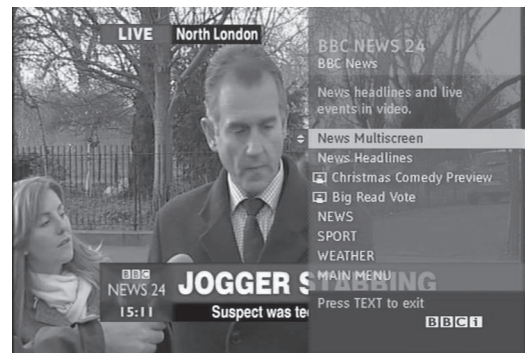 LIVE North London
BBC NEWS 24
BBC News
News headlines and live
events in video.
News Multiscreen
News Headlines
Christmas Comedy Preview
Big Read Vote
NEWS
SPORT
WEATHER
MAIN MENU
Press TEXT to exit
BBCi
BBC
NEWS 24
15:11
JOGGER STABBING
Suspect was